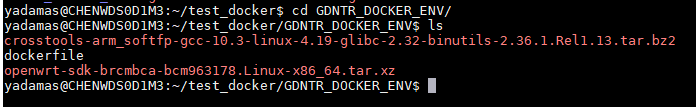 yadamas@CHENWDS0D1M3:~/test_docker$ cd GDNTR_DOCKER_ENV/
yadamas@CHENWDS0D1M3:~/test_docker/GDNTR_DOCKER_ENV$ ls
crosstools-arm_softfp-gcc-10.3-linux-4.19-glibc-2.32-binutils-2.36.1.Rel1.13.tar.bz2
dockerfile
openwrt-sdk-brcmbca-bcm963178.Linux-x86_64.tar.xz
yadamas@CHENWDS0D1M3:~/test_docker/GDNTR_DOCKER_ENV$